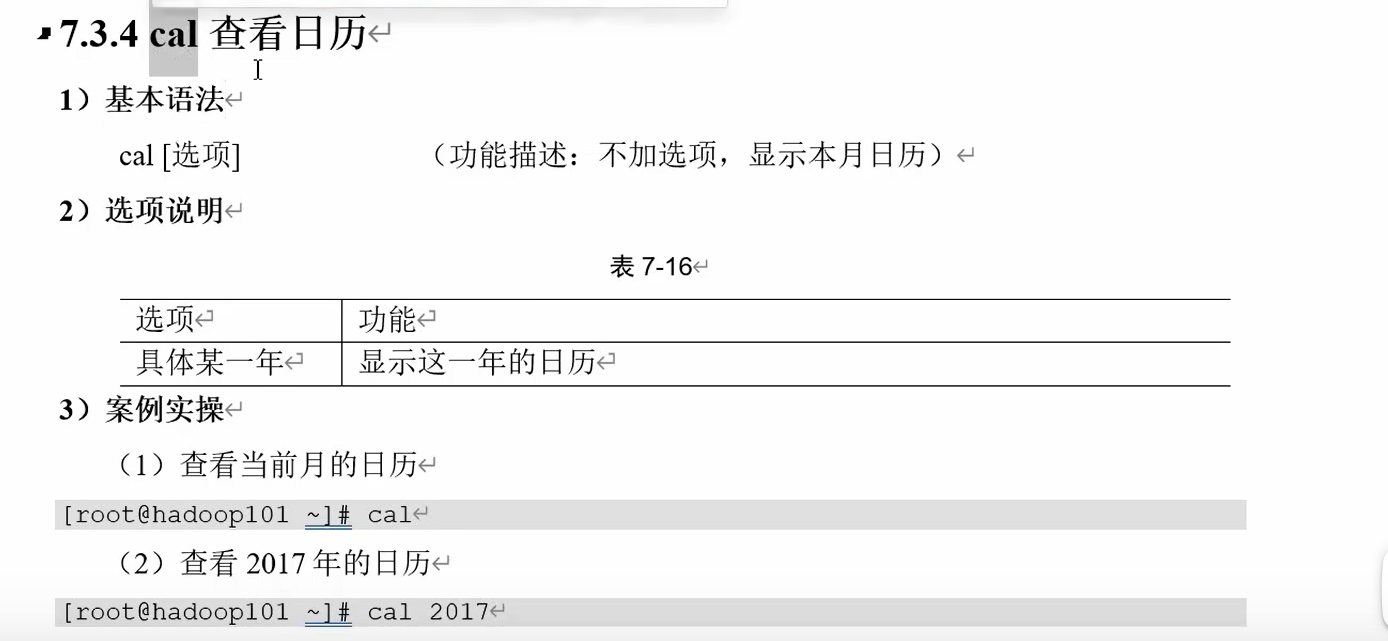 7.3.4 cal 查看日历
1）基本语法
cal [选项] （功能描述：不加选项，显示本月日历）
2）选项说明
表 7-16
选项 功能
具体某一年 显示这一年的日历
3）案例实操
（1）查看当前月的日历
[root@hadoop101 ~]# cal
（2）查看 2017 年的日历
[root@hadoop101 ~]# cal 2017